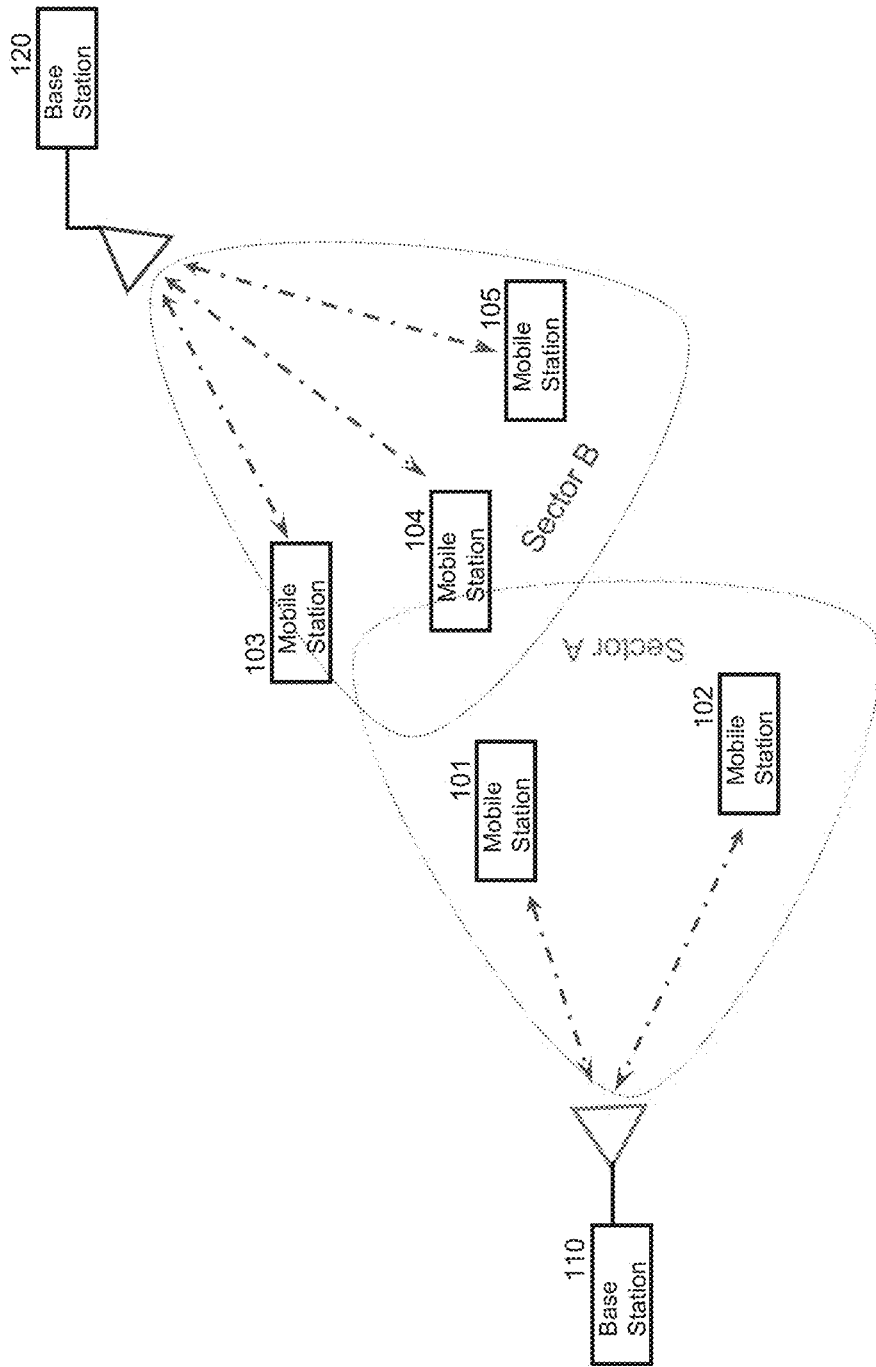 110
Base
Station
101
Mobile
Station
102
Mobile
Station
Sector A
103
Mobile
Station
104
Mobile
Station
Sector B
105
Mobile
Station
120
Base
Station